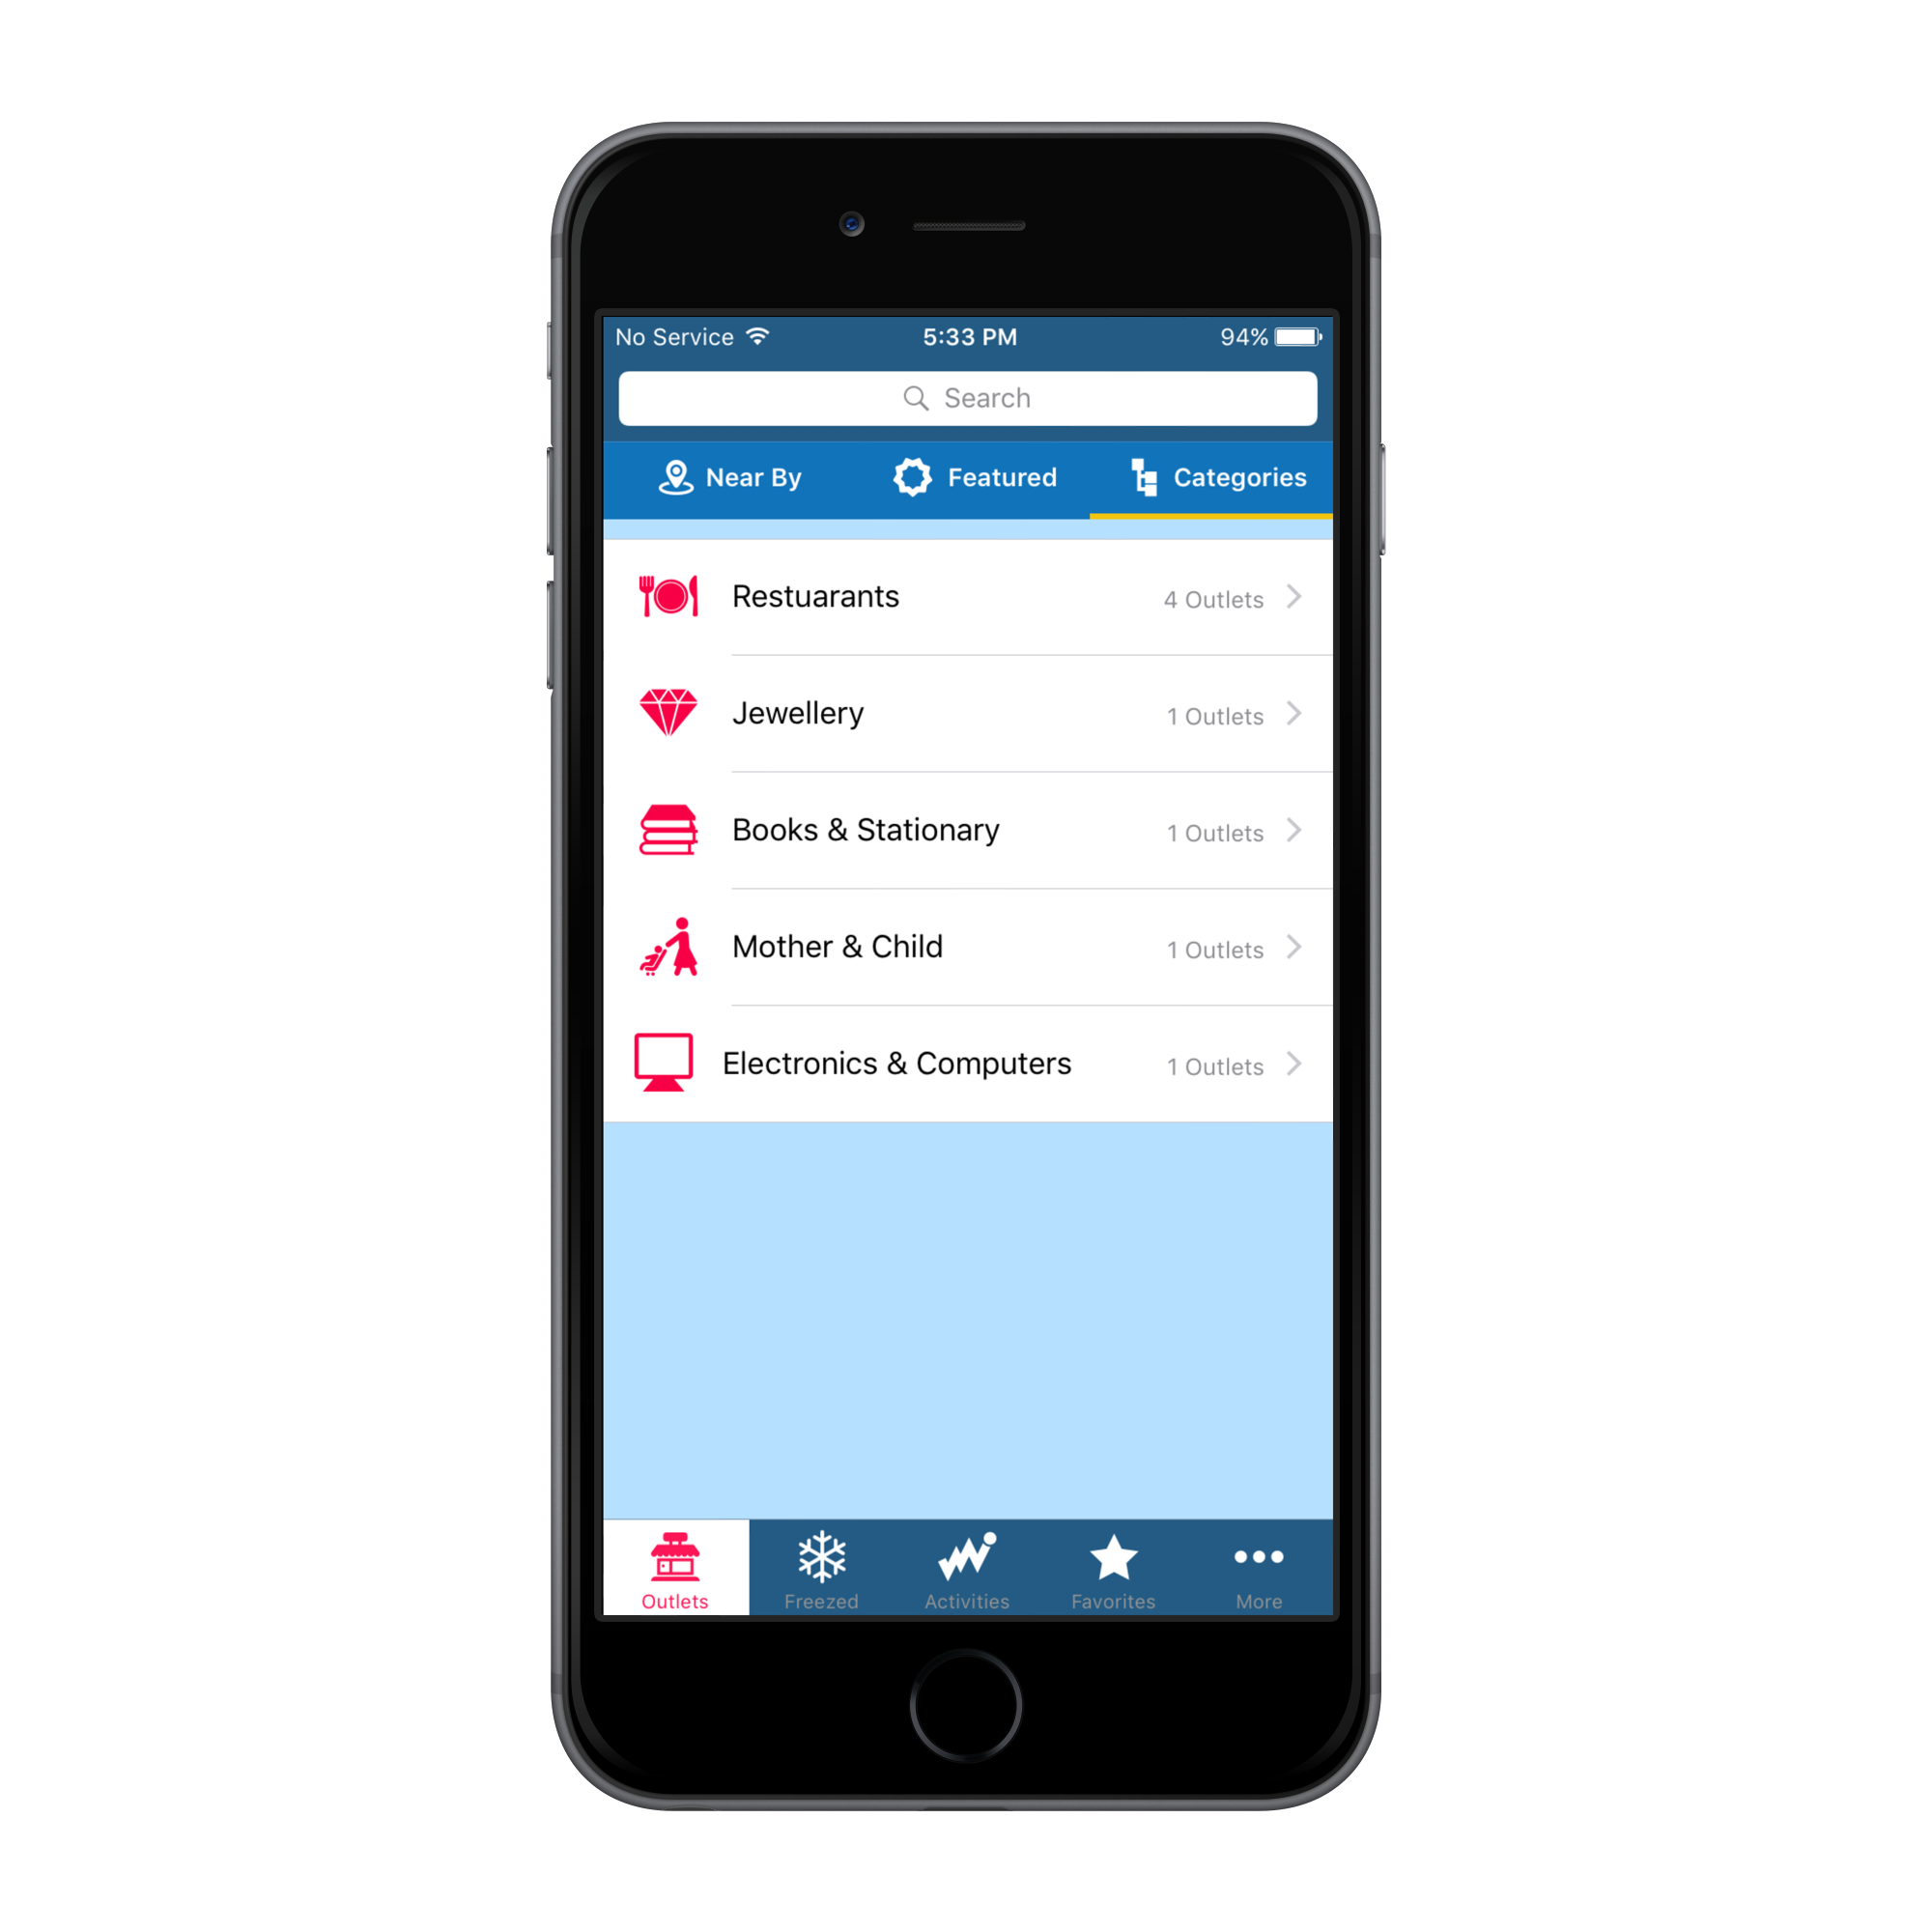 No Service 5:33 PM 94%
Search
Near By Featured Categories
Restuarants 4 Outlets
Jewellery 1 Outlets
Books & Stationary 1 Outlets
Mother & Child 1 Outlets
Electronics & Computers 1 Outlets
Outlets Freezed Activities Favorites More